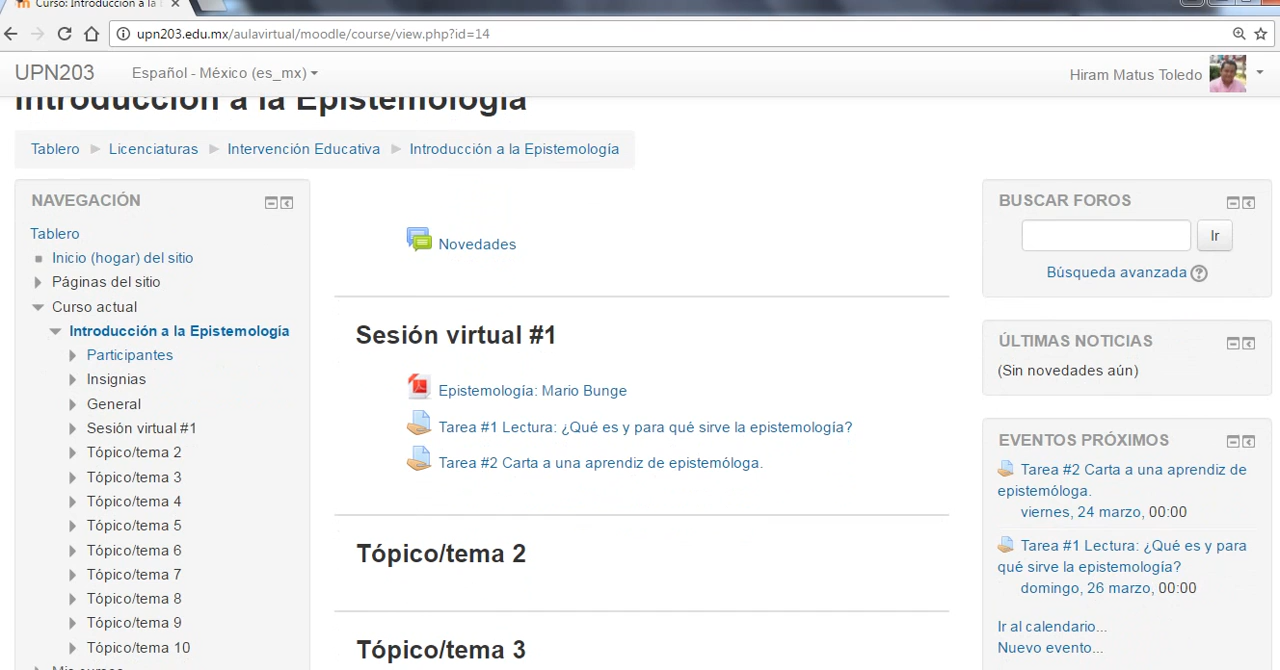 Curso: Introducción a la
upn203.edu.mx/aulavirtual/moodle/course/view.php?id=14
UPN203
Español - México (es_mx)
Hiram Matus Toledo
Introducción a la Epistemología
Tablero
Licenciaturas
Intervención Educativa
Introducción a la Epistemología
NAVEGACIÓN
Tablero
Inicio (hogar) del sitio
Páginas del sitio
Curso actual
Introducción a la Epistemología
Participantes
Insignias
General
Sesión virtual #1
Tópico/tema 2
Tópico/tema 3
Tópico/tema 4
Tópico/tema 5
Tópico/tema 6
Tópico/tema 7
Tópico/tema 8
Tópico/tema 9
Tópico/tema 10
Mis cursos
Novedades
Sesión virtual #1
Epistemología: Mario Bunge
Tarea #1 Lectura: ¿Qué es y para qué sirve la epistemología?
Tarea #2 Carta a una aprendiz de epistemóloga.
Tópico/tema 2
Tópico/tema 3
BUSCAR FOROS
Ir
Búsqueda avanzada
ÚLTIMAS NOTICIAS
(Sin novedades aún)
EVENTOS PRÓXIMOS
Tarea #2 Carta a una aprendiz de
epistemóloga.
viernes, 24 marzo, 00:00
Tarea #1 Lectura: ¿Qué es y para
qué sirve la epistemología?
domingo, 26 marzo, 00:00
Ir al calendario...
Nuevo evento...